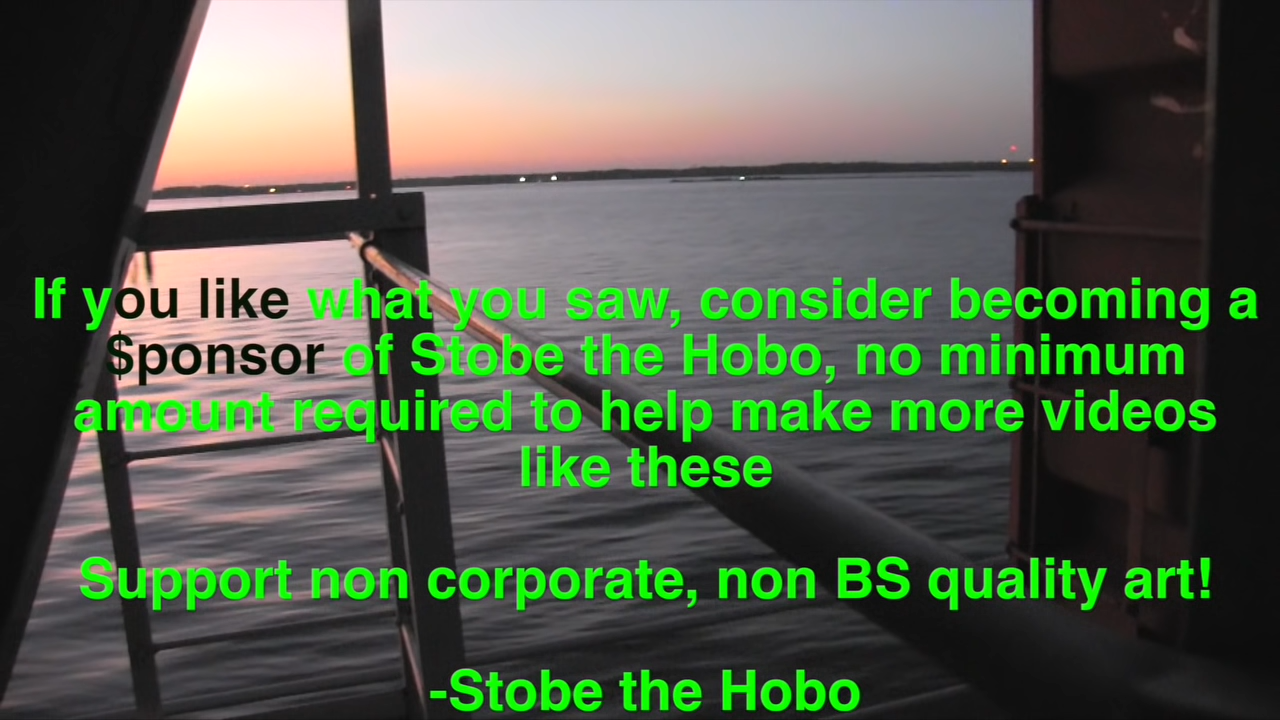 If you like what you saw, consider becoming a
$ponsor of Stobe the Hobo, no minimum
amount required to help make more videos
like these
Support non corporate, non BS quality art!
-Stobe the Hobo